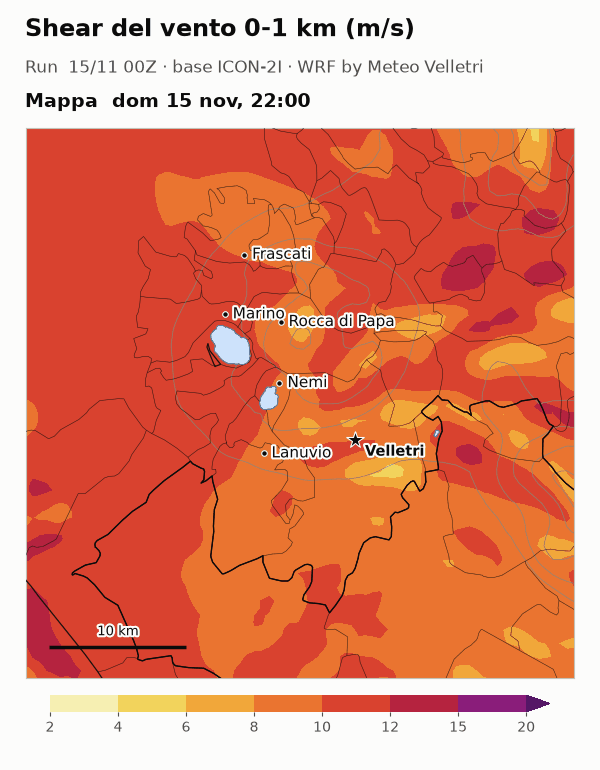 Shear del vento 0-1 km (m/s)
Run  15/11 00Z · base ICON-2I · WRF by Meteo Velletri
Mappa  dom 15 nov, 22:00
Frascati
Marino
Rocca di Papa
Nemi
Velletri
Lanuvio
10 km
2 4 6 8 10 12 15 20